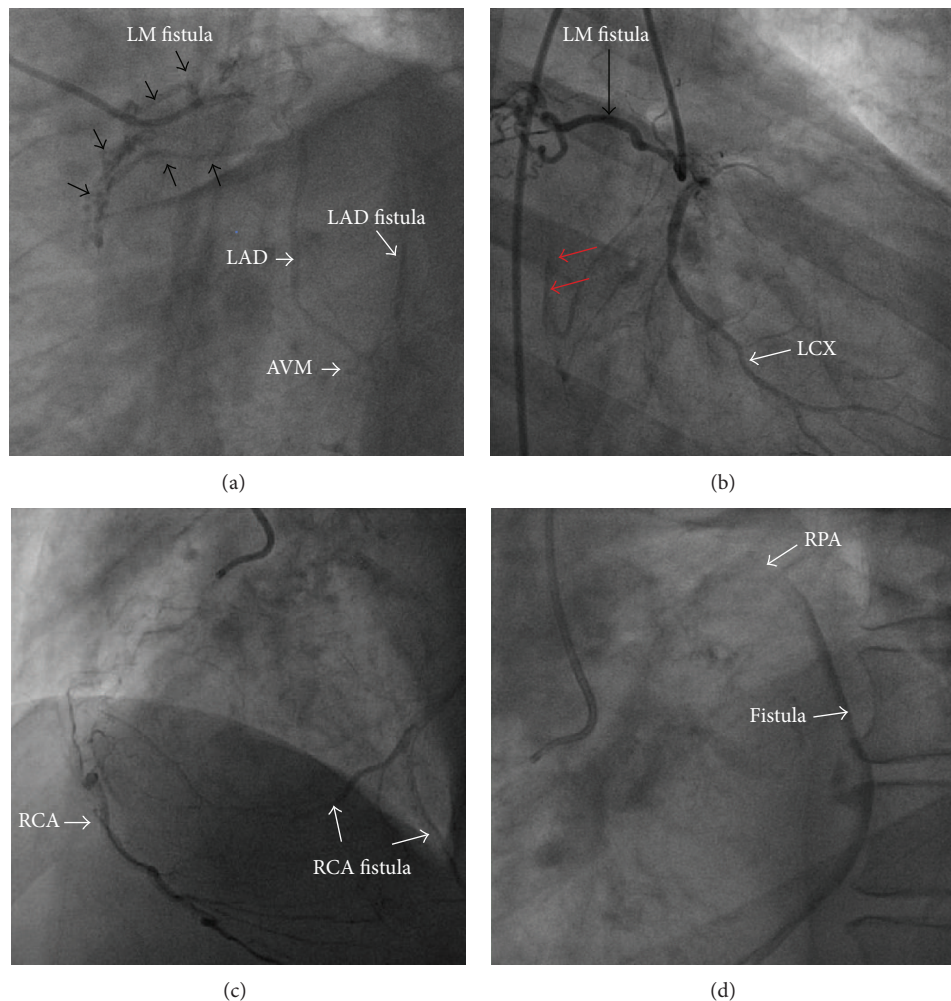 LM fistula
LAD fistula
LAD
AVM
(a)
LM fistula
LCX
(b)
RCA
RCA fistula
(c)
RPA
Fistula
(d)